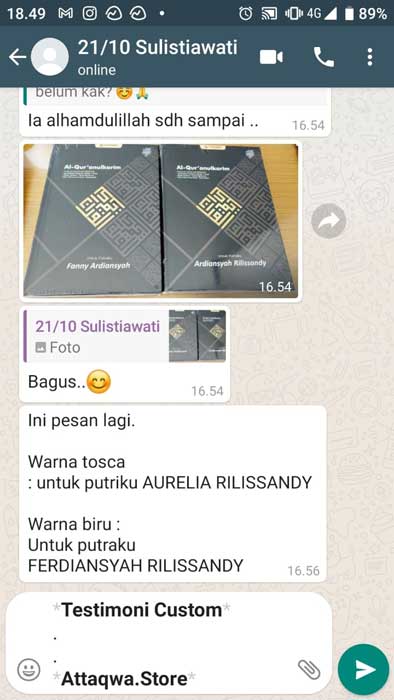 18.49
4G
89%
21/10 Sulistiawati
online
belum kak?😊🙏
Ia alhamdulillah sdh sampai ..
16.54
Al-Qur'anulkarim
Al-Qur'anulkarim
Untuk Putraku
Untuk Putraku
Fanny Ardiansyah
Ardiansyah Rilissandy
16.54
21/10 Sulistiawati
Foto
Bagus..😊
16.54
Ini pesan lagi.
Warna tosca
: untuk putriku AURELIA RILISSANDY
Warna biru :
Untuk putraku
FERDIANSYAH RILISSANDY
16.56
*Testimoni Custom*
.
.
*Attaqwa.Store*